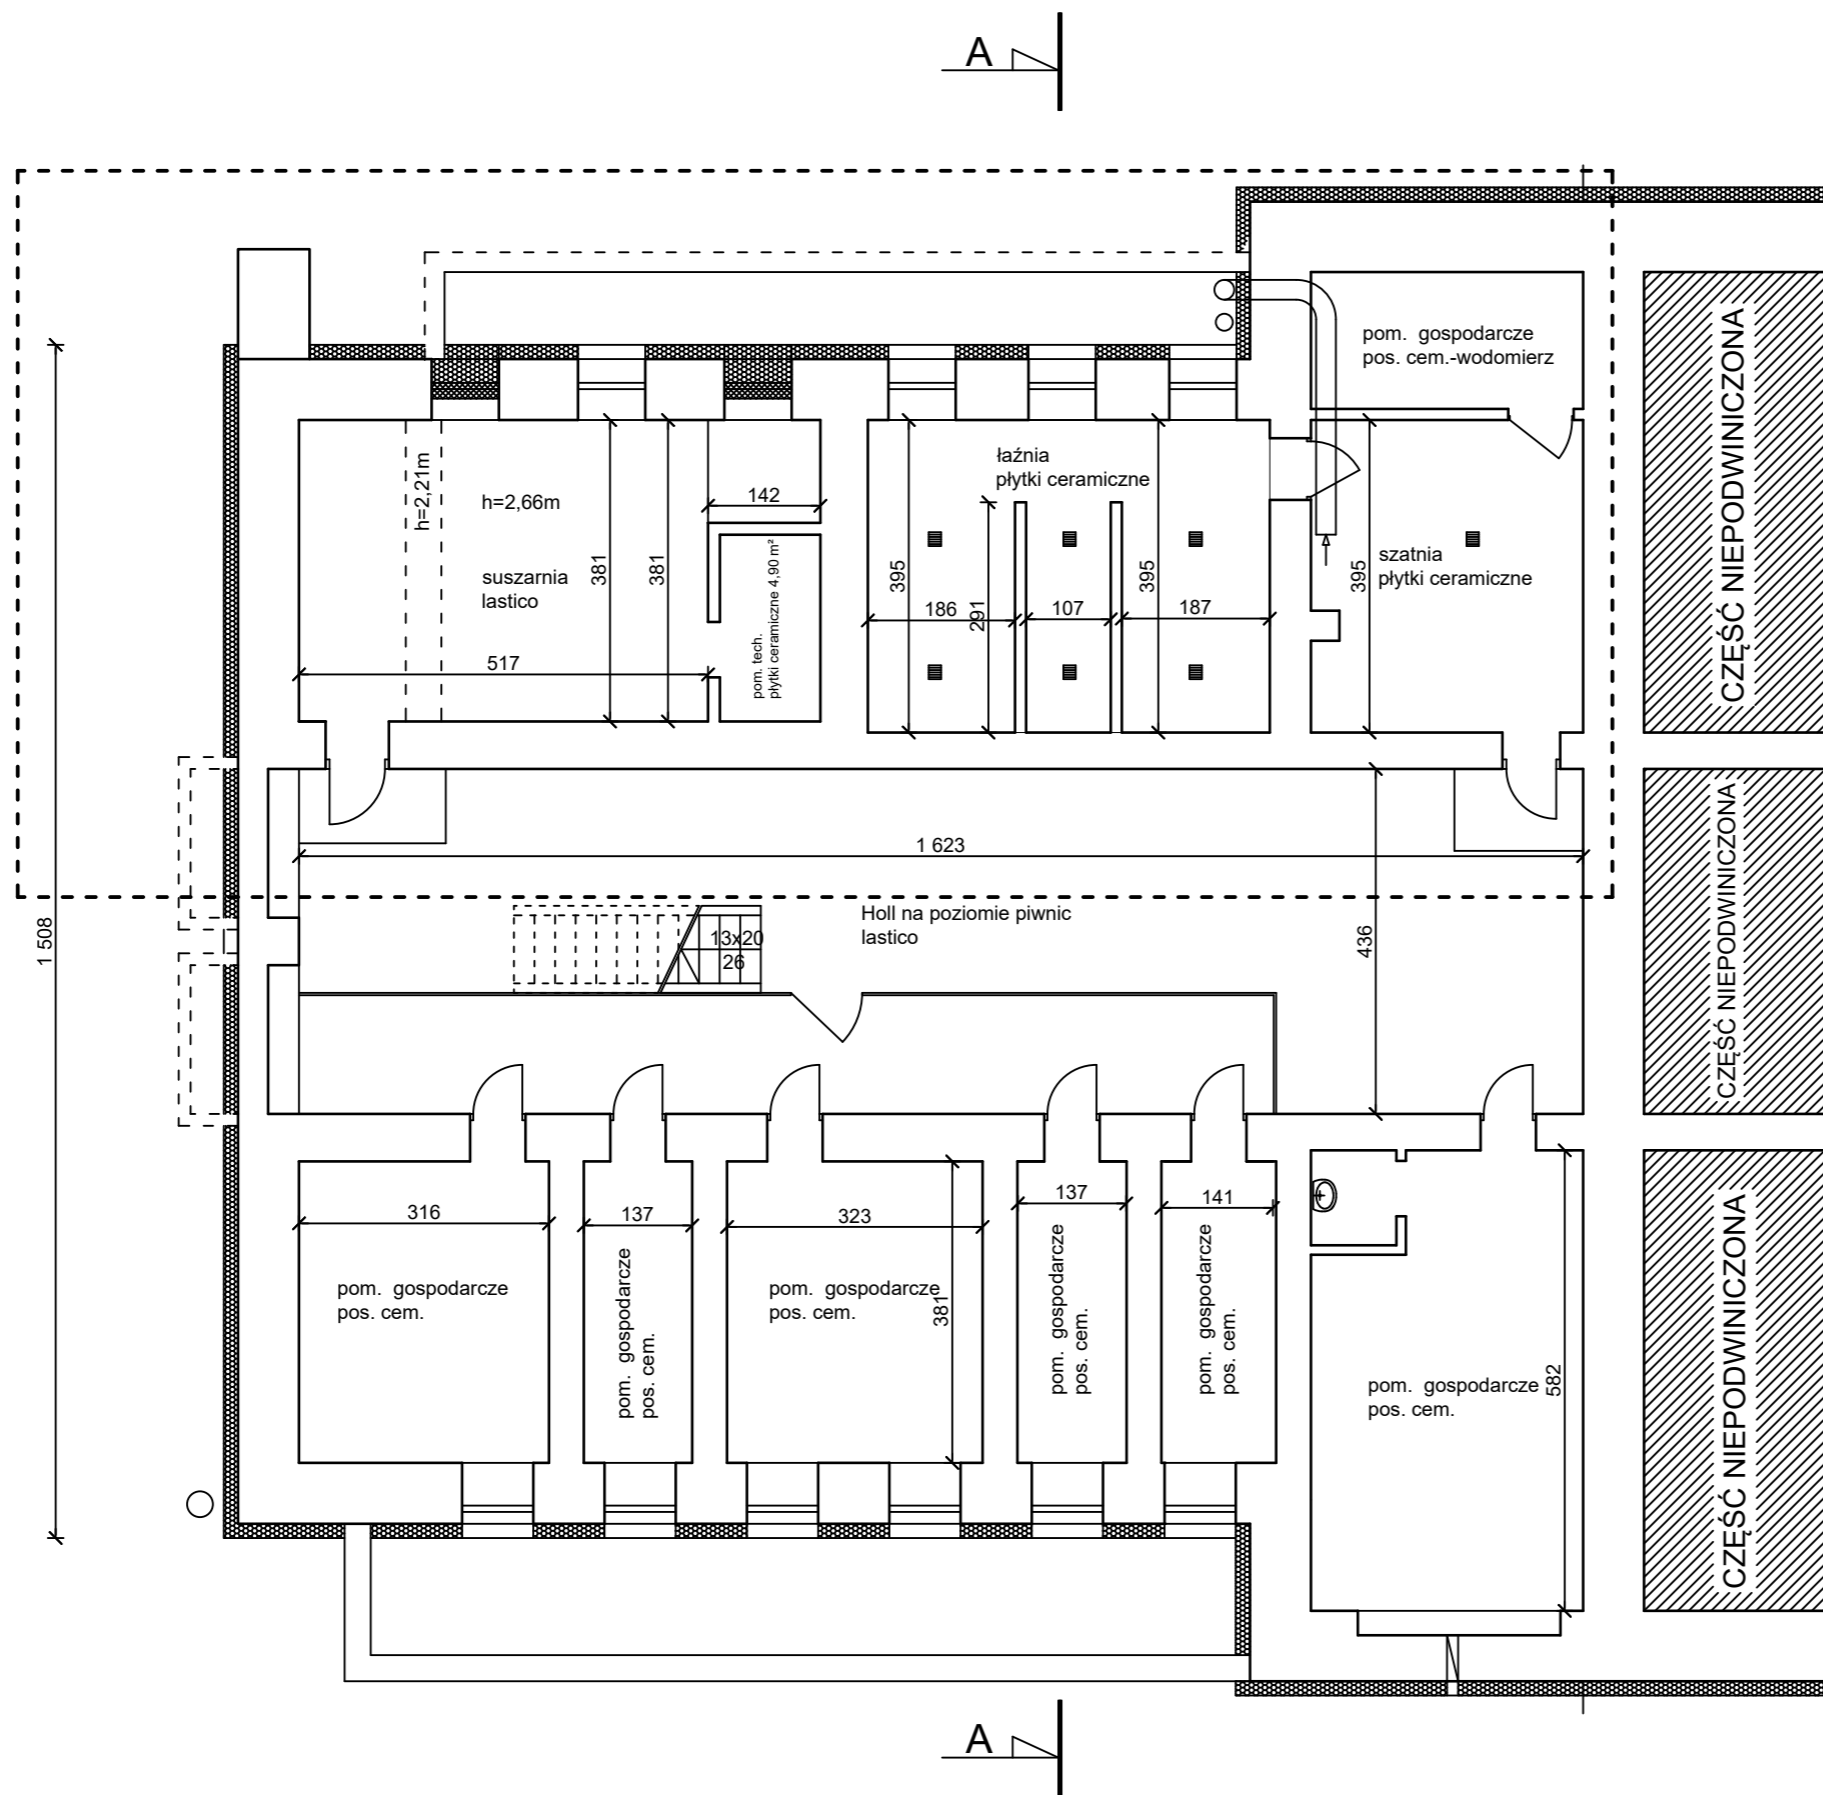 A
pom. gospodarcze
pos. cem.-wodomierz
CZĘŚĆ NIEPODWINICZONA
h=2,21m
h=2,66m
142
łaźnia
płytki ceramiczne
suszarnia
lastico
381
381
pom. tech.
płytki ceramiczne 4,90 m²
395
186
291
107
395
187
szatnia
płytki ceramiczne
395
517
1 623
CZĘŚĆ NIEPODWINICZONA
1 508
Holl na poziomie piwnic
lastico
13x20
26
436
316
137
323
137
141
pom. gospodarcze
pos. cem.
pom. gospodarcze
pos. cem.
pom. gospodarcze
pos. cem.
381
pom. gospodarcze
pos. cem.
pom. gospodarcze
pos. cem.
pom. gospodarcze
pos. cem.
582
CZĘŚĆ NIEPODWINICZONA
A